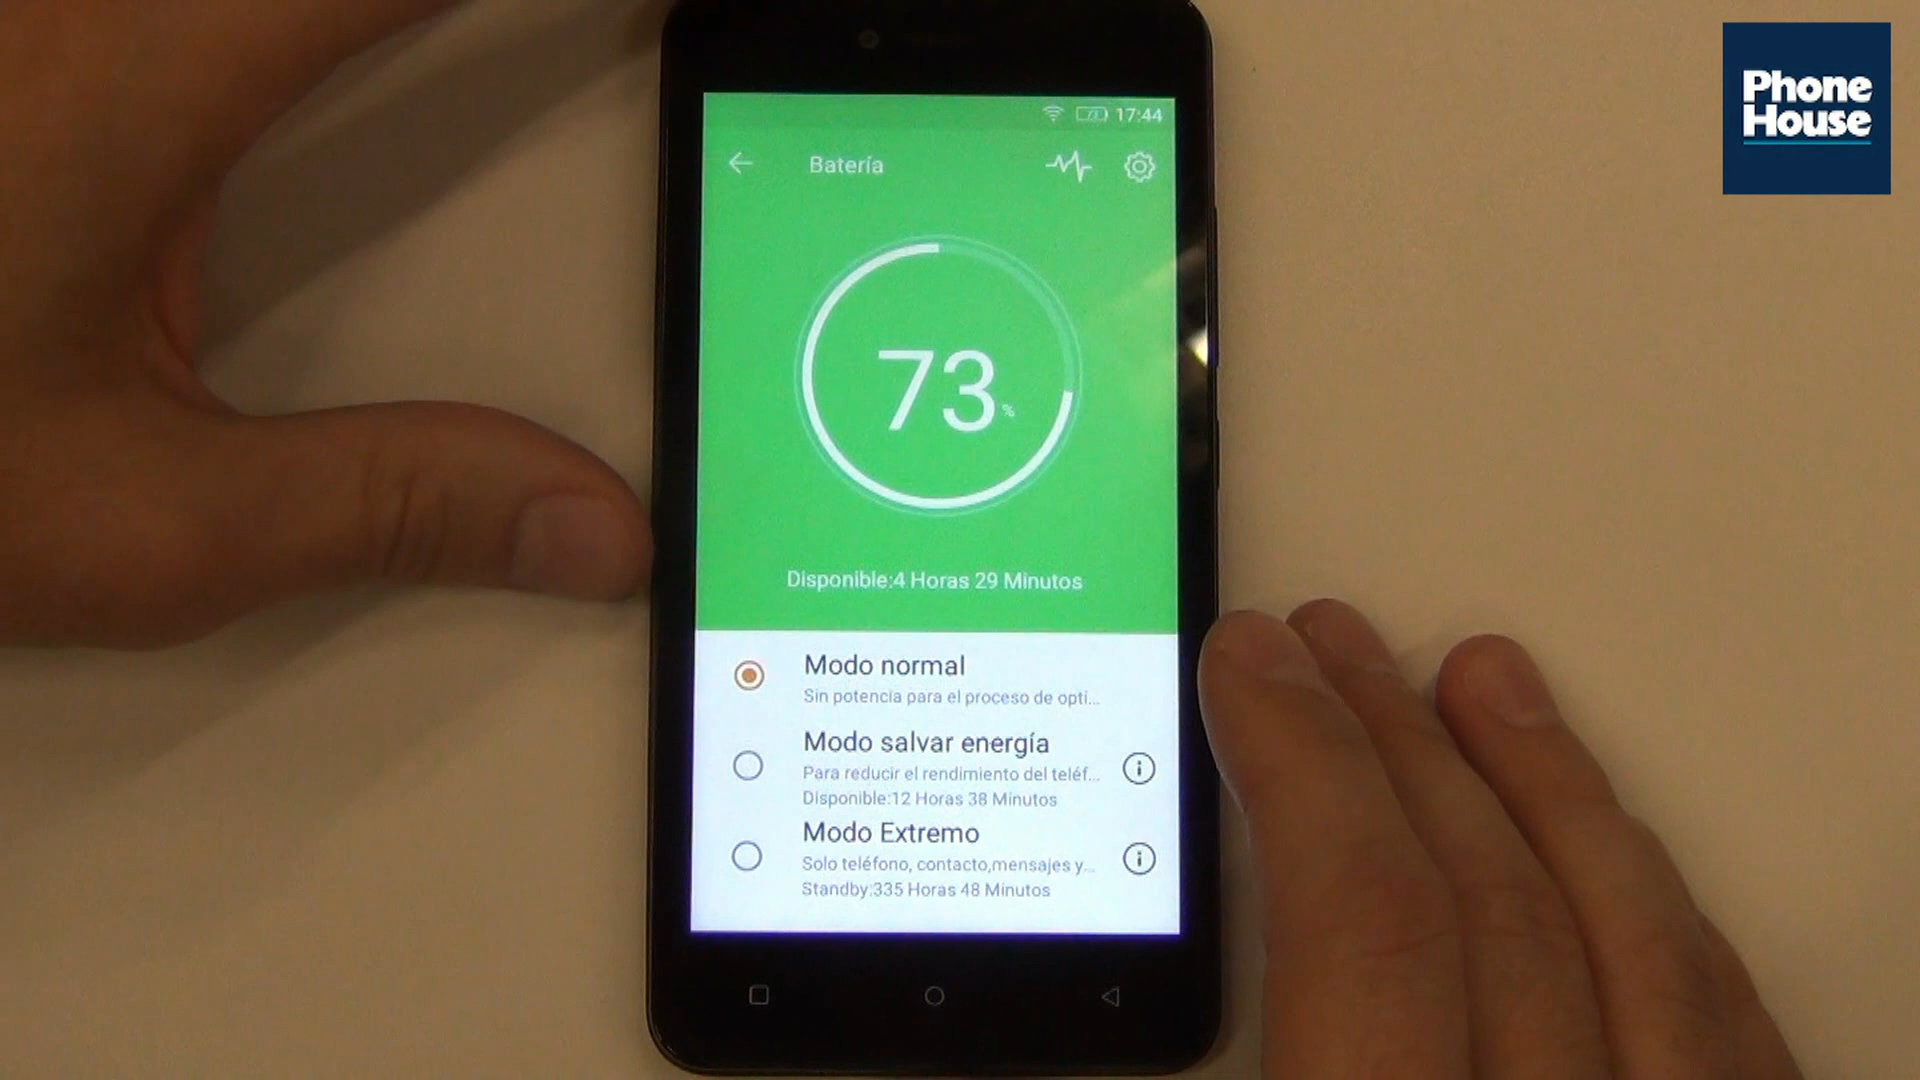 Phone
House
17:44
Batería
73%
Disponible:4 Horas 29 Minutos
Modo normal
Sin potencia para el proceso de opti...
Modo salvar energía
Para reducir el rendimiento del teléf...
Disponible:12 Horas 38 Minutos
Modo Extremo
Solo teléfono, contacto,mensajes y...
Standby:335 Horas 48 Minutos